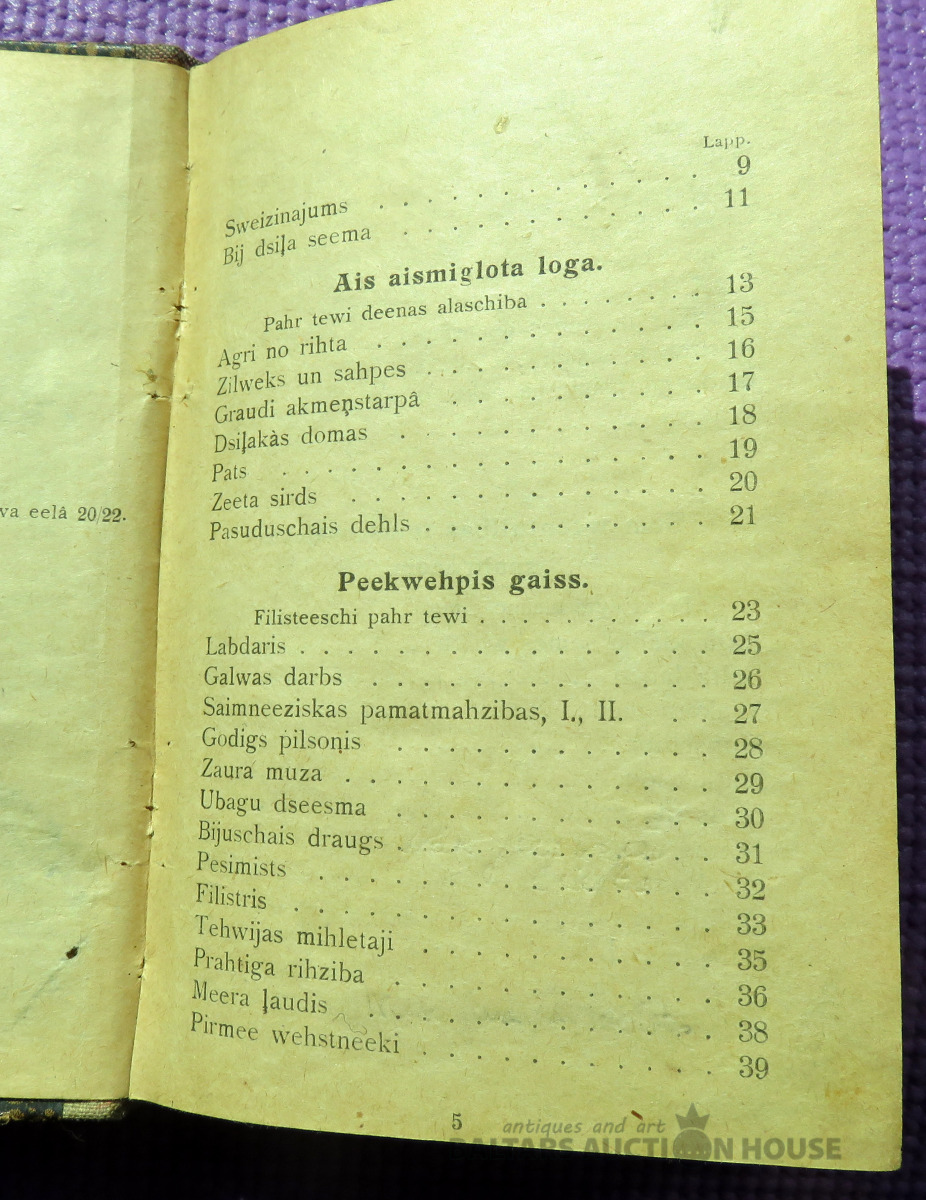 va eelâ 20/22.
Lapp.
Sweizinajums . . . . . . . . . . . . 9
Bij dsiļa seema . . . . . . . . . . . 11
Ais aismiglota loga.
Pahr tewi deenas alaschiba . . . . . . . 13
Agri no rihta . . . . . . . . . . . . 15
Zilweks un sahpes . . . . . . . . . . 16
Graudi akmeņstarpâ . . . . . . . . . 17
Dsiļakàs domas . . . . . . . . . . . 18
Pats . . . . . . . . . . . . . . . 19
Zeeta sirds . . . . . . . . . . . . . 20
Pasuduschais dehls . . . . . . . . . . 21
Peekwehpis gaiss.
Filisteeschi pahr tewi . . . . . . . . . 23
Labdaris . . . . . . . . . . . . . . 25
Galwas darbs . . . . . . . . . . . . 26
Saimneeziskas pamatmahzibas, I., II. . . 27
Godigs pilsoņis . . . . . . . . . . . 28
Zaura muza . . . . . . . . . . . . . 29
Ubagu dseesma . . . . . . . . . . . 30
Bijuschais draugs . . . . . . . . . . . 31
Pesimists . . . . . . . . . . . . . . 32
Filistris . . . . . . . . . . . . . . . 33
Tehwijas mihletaji . . . . . . . . . . 35
Prahtiga rihziba . . . . . . . . . . . 36
Meera ļaudis . . . . . . . . . . . . 38
Pirmee wehstneeki . . . . . . . . . . 39
5
antiques and art
BALTARS AUCTION HOUSE